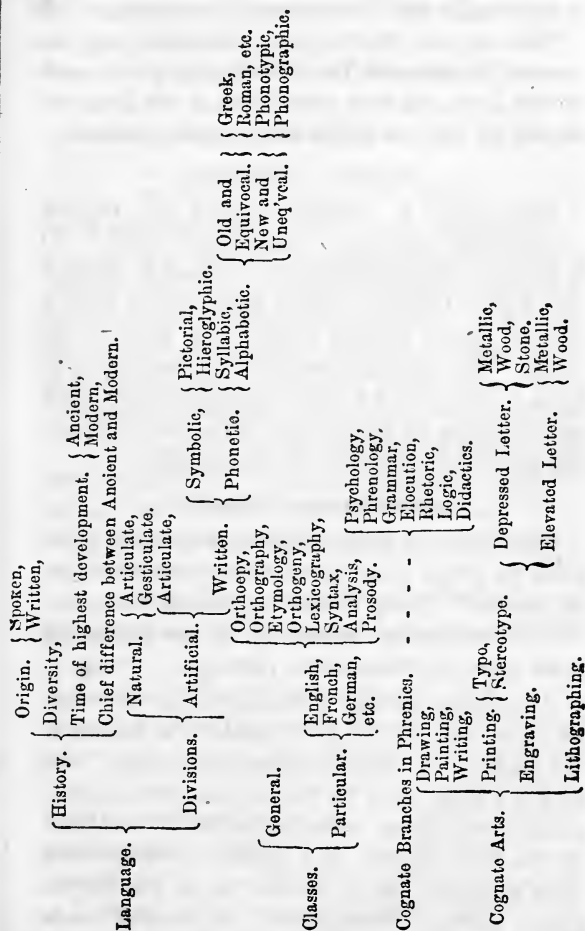 Language.
History.
Origin.
Spoken,
Written,
Diversity,
Time of highest development.
Ancient,
Modern,
Chief difference between Ancient and Modern.
Divisions.
Natural.
Articulate,
Gesticulate.
Artificial.
Articulate,
Written.
Symbolic,
Pictorial,
Hieroglyphic.
Phonetic.
Syllabic,
Alphabetic.
Old and
Equivocal.
Greek,
Roman, etc.
New and
Uneq'vcal.
Phonotypic,
Phonographic.
Classes.
General.
Orthoepy,
Orthography,
Etymology,
Orthogeny,
Lexicography,
Syntax,
Analysis,
Prosody.
Particular.
English,
French,
German,
etc.
Cognate Branches in Phrenics. - - - -
Psychology,
Phrenology,
Grammar,
Elocution,
Rhetoric,
Logic,
Didactics.
Cognate Arts.
Drawing,
Painting,
Writing,
Printing.
Typo,
Stereotype.
Engraving.
Depressed Letter.
Metallic,
Wood,
Stone.
Elevated Letter.
Metallic,
Wood.
Lithographing.